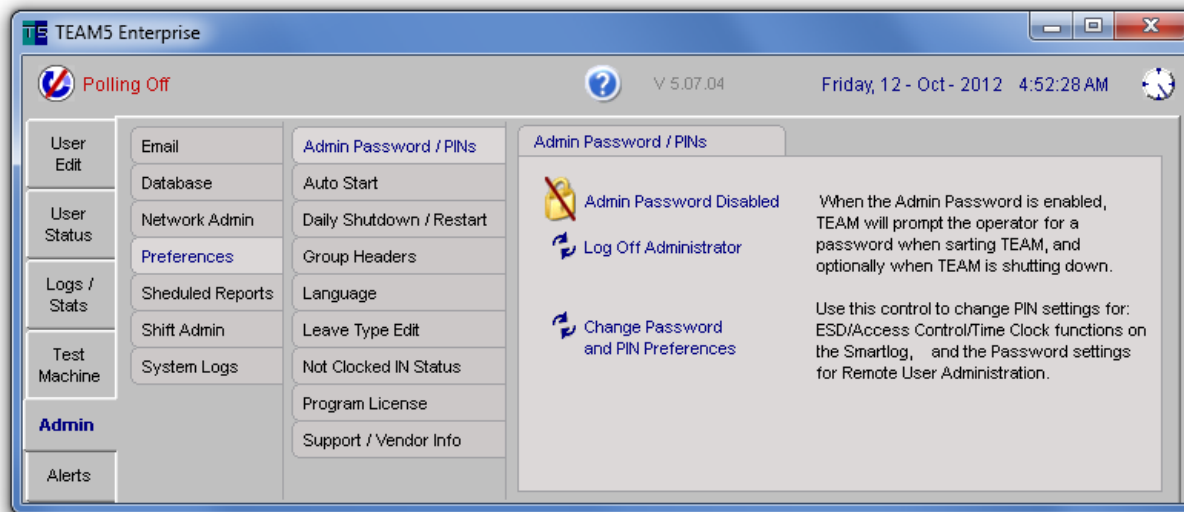 TS TEAM5 Enterprise
Polling Off
V 5.07.04
Friday, 12 - Oct - 2012 4:52:28 AM
User
Edit
User
Status
Logs /
Stats
Test
Machine
Admin
Alerts
Email
Database
Network Admin
Preferences
Sheduled Reports
Shift Admin
System Logs
Admin Password / PINs
Auto Start
Daily Shutdown / Restart
Group Headers
Language
Leave Type Edit
Not Clocked IN Status
Program License
Support / Vendor Info
Admin Password / PINs
Admin Password Disabled
Log Off Administrator
Change Password
and PIN Preferences
When the Admin Password is enabled,
TEAM will prompt the operator for a
password when sarting TEAM, and
optionally when TEAM is shutting down.
Use this control to change PIN settings for:
ESD/Access Control/Time Clock functions on
the Smartlog, and the Password settings
for Remote User Administration.